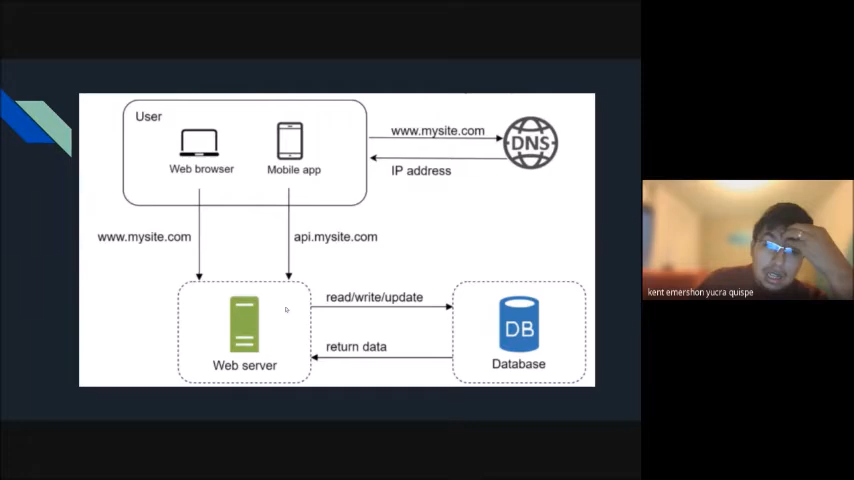 User
Web browser
Mobile app
www.mysite.com
DNS
IP address
www.mysite.com
api.mysite.com
read/write/update
DB
return data
Web server
Database
kent emershon yucra quispe